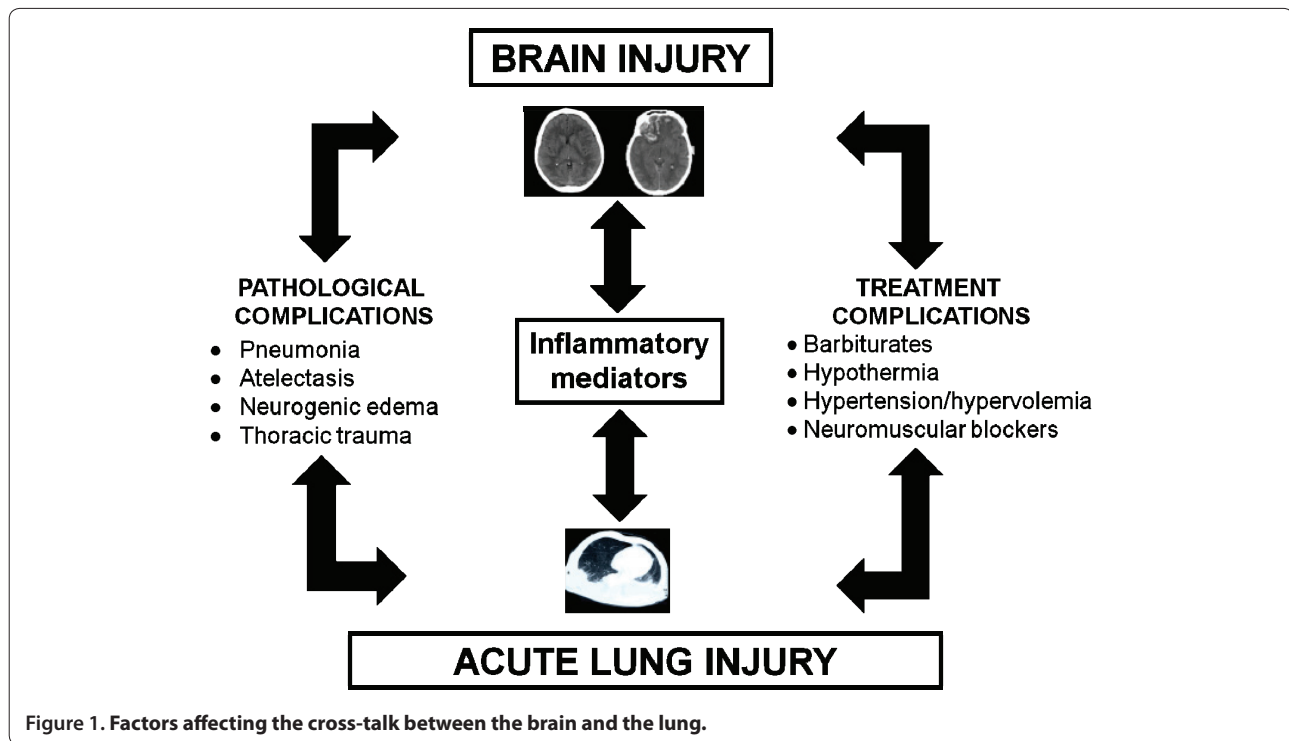 BRAIN INJURY
PATHOLOGICAL
COMPLICATIONS
• Pneumonia
• Atelectasis
• Neurogenic edema
• Thoracic trauma
Inflammatory
mediators
TREATMENT
COMPLICATIONS
• Barbiturates
• Hypothermia
• Hypertension/hypervolemia
• Neuromuscular blockers
ACUTE LUNG INJURY
Figure 1. Factors affecting the cross-talk between the brain and the lung.